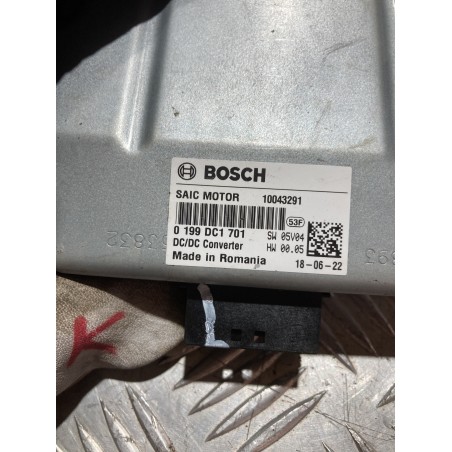 BOSCH
SAIC MOTOR 10043291
53F
0 199 DC1 701 SW 05V04
DC/DC Converter HW 00.05
Made in Romania 18-06-22
K